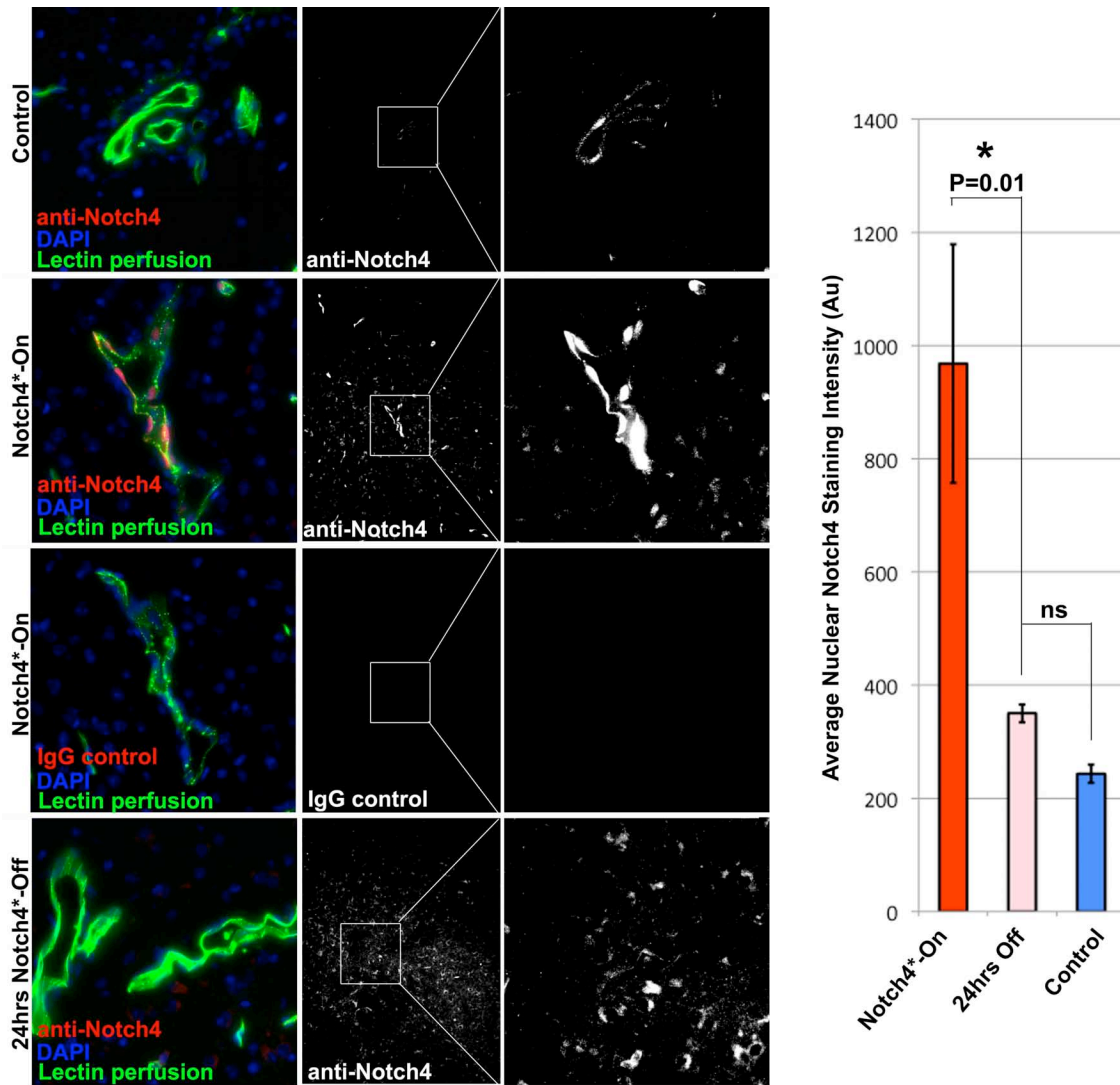 Control
anti-Notch4
DAPI
Lectin perfusion
anti-Notch4
Notch4*-On
anti-Notch4
DAPI
Lectin perfusion
anti-Notch4
Notch4*-On
IgG control
DAPI
Lectin perfusion
IgG control
24hrs Notch4*-Off
anti-Notch4
DAPI
Lectin perfusion
anti-Notch4
Average Nuclear Notch4 Staining Intensity (Au)
1400
1200
1000
800
600
400
200
0
*
P=0.01
ns
Notch4*-On
24hrs Off
Control